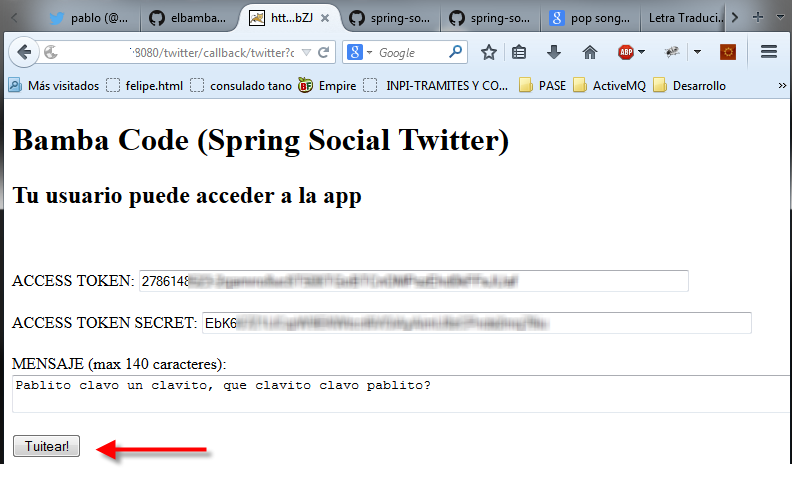 pablo (@...
elbamba...
htt...bZJ
spring-so...
spring-so...
pop song...
Letra Traduci...
:8080/twitter/callback/twitter?c
Google
ABP
Más visitados
felipe.html
consulado tano
BF
Empire
INPI-TRAMITES Y CO...
PASE
ActiveMQ
Desarrollo
Bamba Code (Spring Social Twitter)
Tu usuario puede acceder a la app
ACCESS TOKEN: 2786148
ACCESS TOKEN SECRET: EbK6
MENSAJE (max 140 caracteres):
Pablito clavo un clavito, que clavito clavo pablito?
Tuitear!